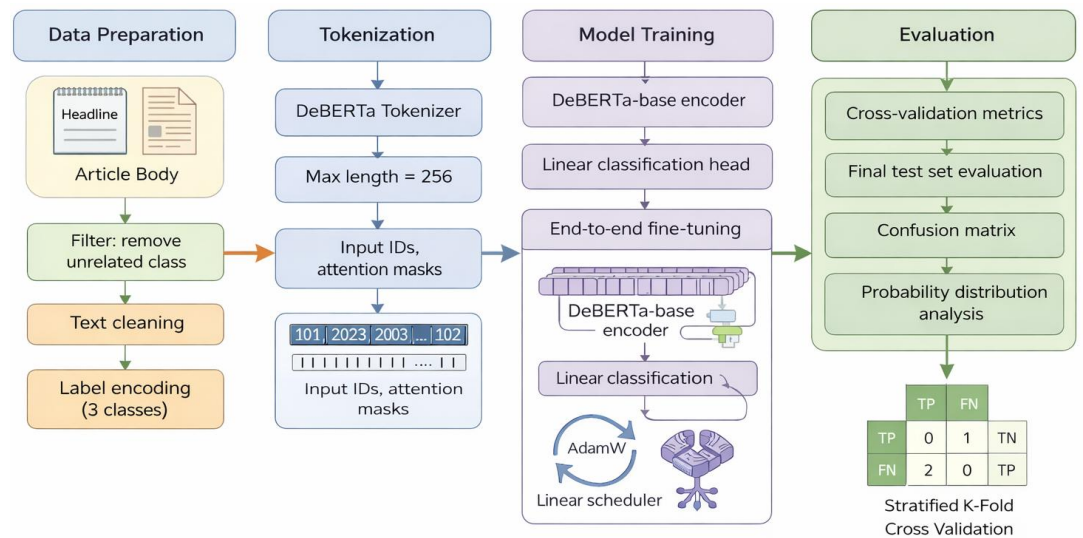 Data Preparation
Headline
Article Body
Filter: remove
unrelated class
Text cleaning
Label encoding
(3 classes)
Tokenization
DeBERTa Tokenizer
Max length = 256
Input IDs,
attention masks
101, 2023 2003 ... 102
Input IDs, attention
masks
Model Training
DeBERTa-base encoder
Linear classification head
End-to-end fine-tuning
DeBERTa-base
encoder
Linear classification
AdamW
Linear scheduler
Evaluation
Cross-validation metrics
Final test set evaluation
Confusion matrix
Probability distribution
analysis
TP FN
TP 0 1 TN
FN 2 0 TP
Stratified K-Fold
Cross Validation